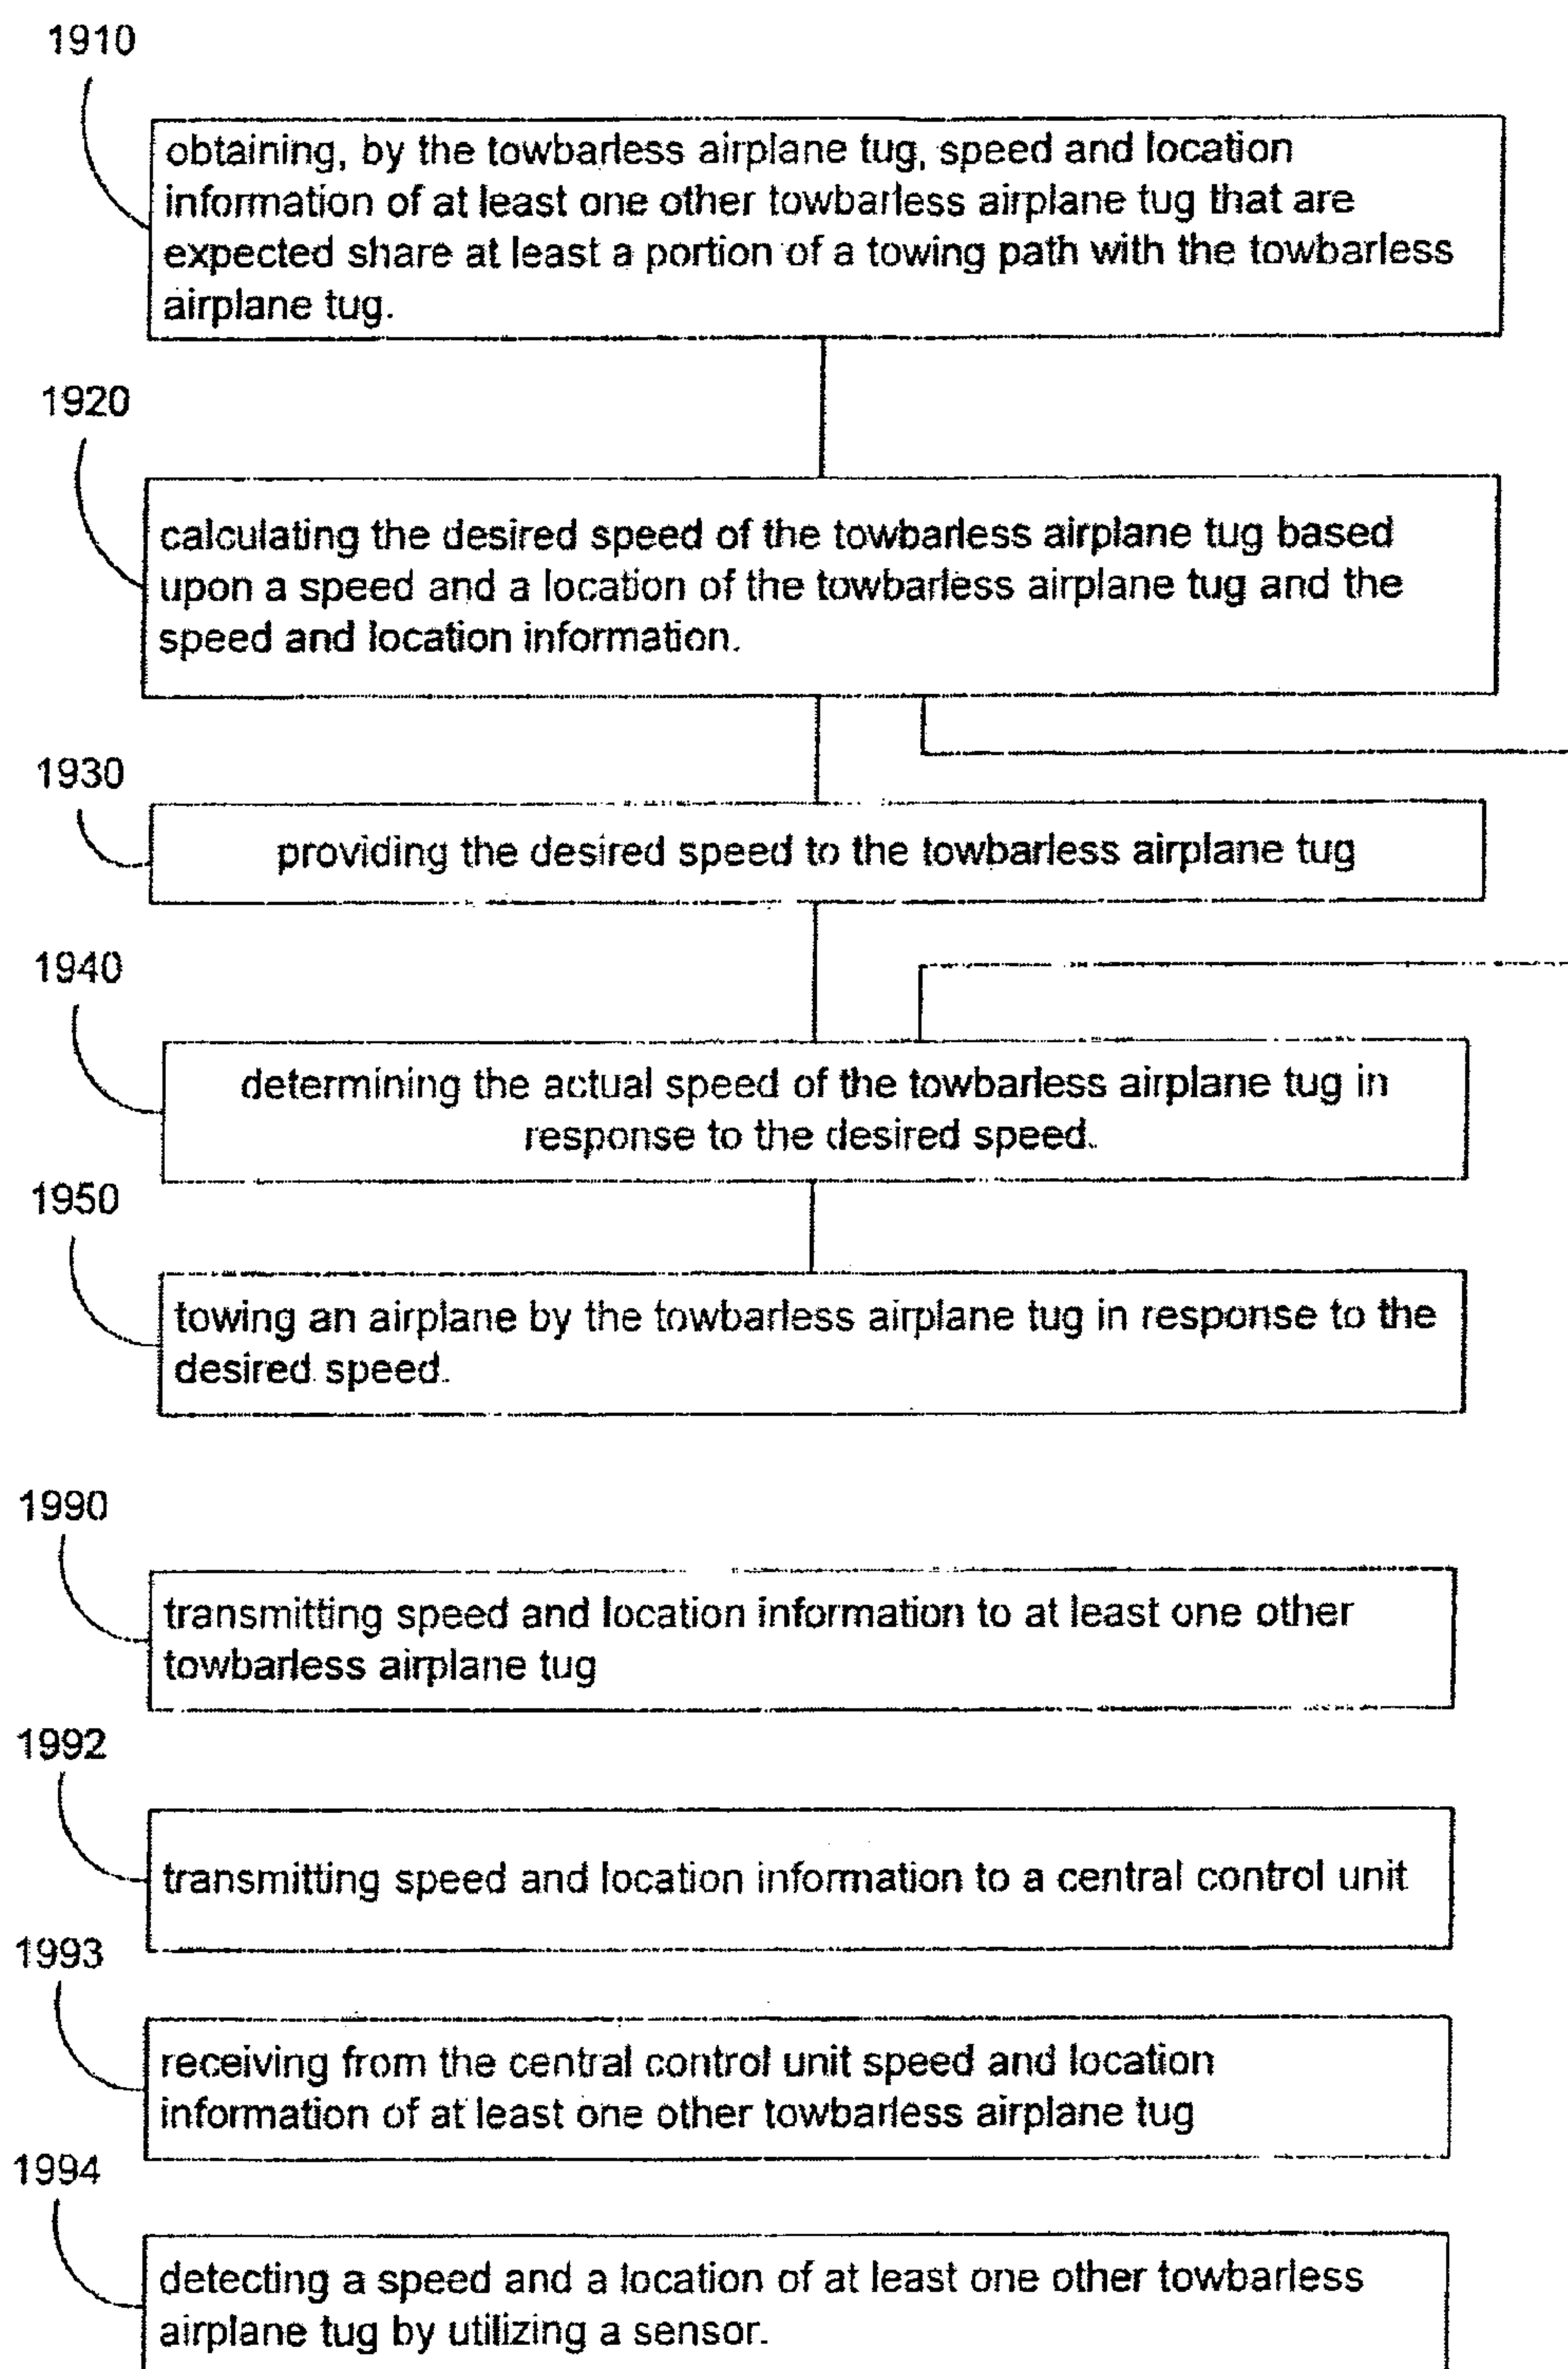 1910
obtaining, by the towbarless airplane tug, speed and location
information of at least one other towbarless airplane tug that are
expected share at least a portion of a towing path with the towbarless
airplane tug.
1920
calculating the desired speed of the towbarless airplane tug based
upon a speed and a location of the towbarless airplane tug and the
speed and location information.
1930
providing the desired speed to the towbarless airplane tug
1940
determining the actual speed of the towbarless airplane tug in
response to the desired speed.
1950
towing an airplane by the towbarless airplane tug in response to the
desired speed.
1990
transmitting speed and location information to at least one other
towbarless airplane tug
1992
transmitting speed and location information to a central control unit
1993
receiving from the central control unit speed and location
information of at least one other towbarless airplane tug
1994
detecting a speed and a location of at least one other towbarless
airplane tug by utilizing a sensor.